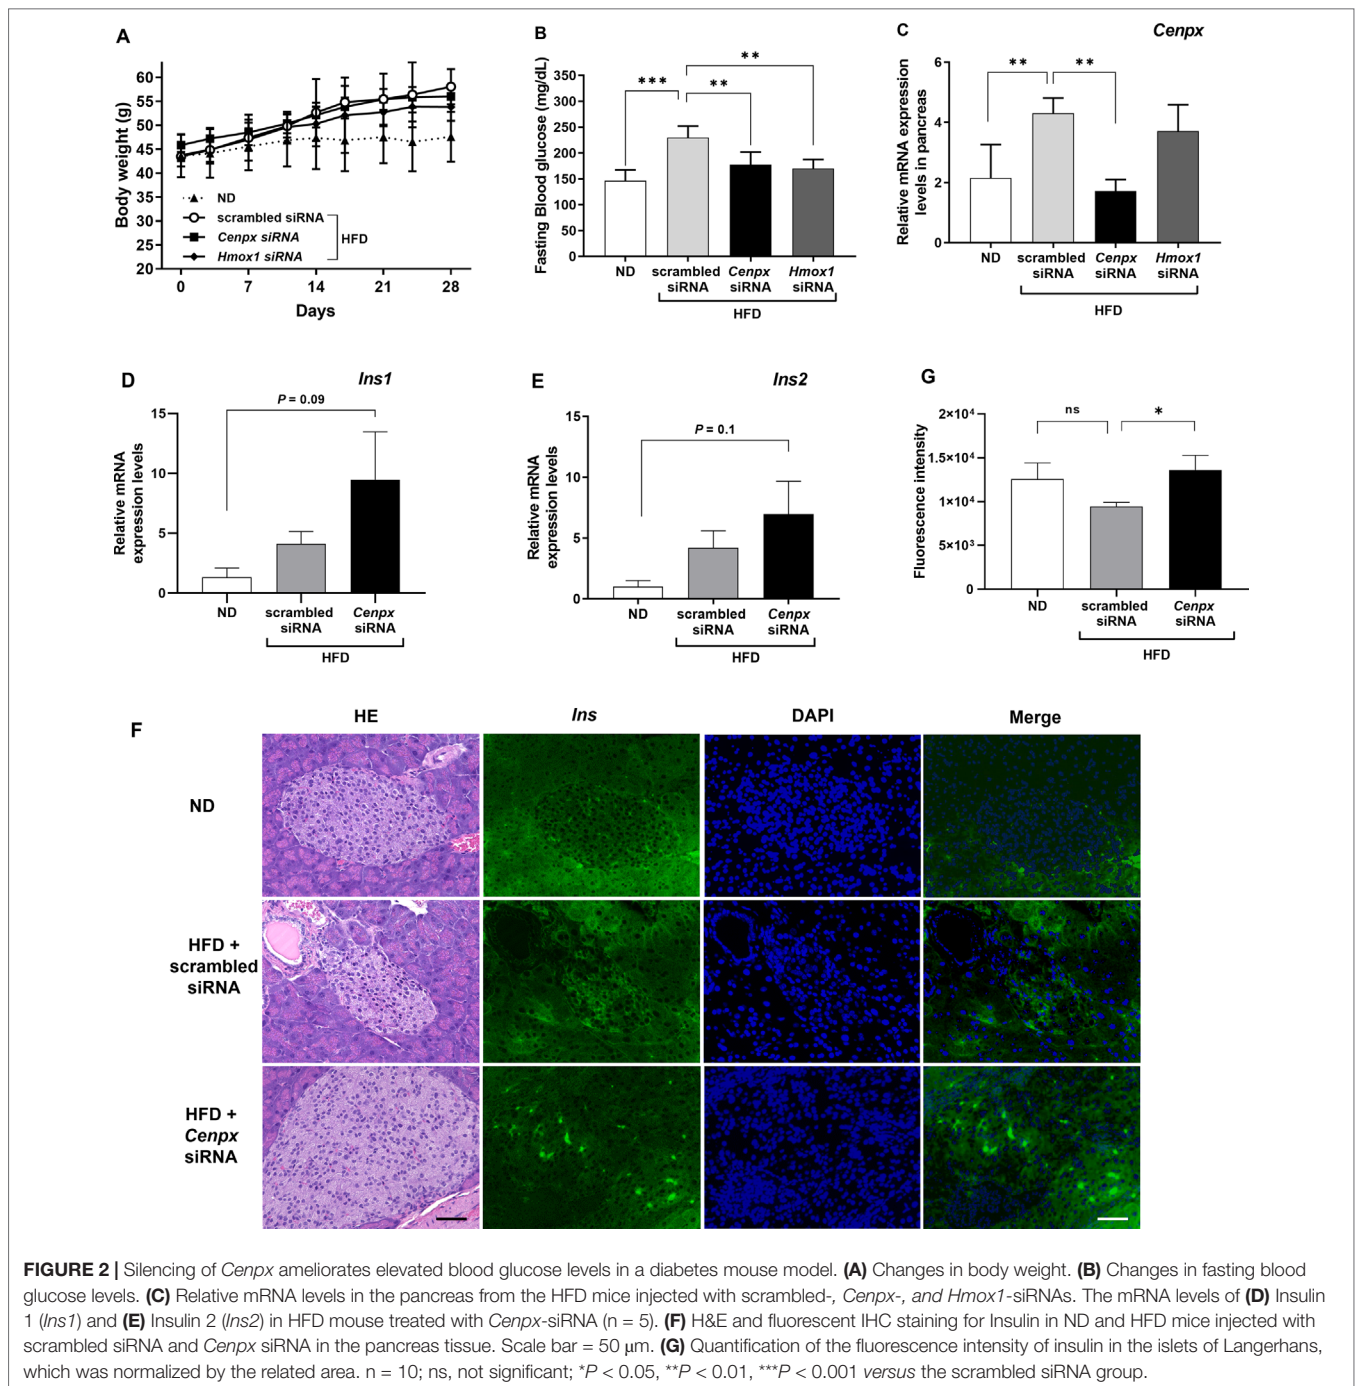 A
Body weight (g)
60
55
50
45
40
35
30
25
20
0
7
14
21
28
Days
ND
scrambled siRNA
Cenpx siRNA
Hmox1 siRNA
HFD
B
Fasting Blood glucose (mg/dL)
350
300
250
200
150
100
50
0
***
**
**
ND
scrambled siRNA
Cenpx siRNA
Hmox1 siRNA
HFD
C
Cenpx
Relative mRNA expression
levels in pancreas
6
4
2
0
**
**
ND
scrambled siRNA
Cenpx siRNA
Hmox1 siRNA
HFD
D
Ins1
Relative mRNA
expression levels
15
10
5
0
P = 0.09
ND
scrambled siRNA
Cenpx siRNA
HFD
E
Ins2
Relative mRNA
expression levels
15
10
5
0
P = 0.1
ND
scrambled siRNA
Cenpx siRNA
HFD
G
Fluorescence intensity
2×10⁴
1.5×10⁴
1×10⁴
5×10³
0
ns
*
ND
scrambled siRNA
Cenpx siRNA
HFD
F
HE
Ins
DAPI
Merge
ND
HFD +
scrambled
siRNA
HFD +
Cenpx
siRNA
FIGURE 2 | Silencing of Cenpx ameliorates elevated blood glucose levels in a diabetes mouse model. (A) Changes in body weight. (B) Changes in fasting blood
glucose levels. (C) Relative mRNA levels in the pancreas from the HFD mice injected with scrambled-, Cenpx-, and Hmox1-siRNAs. The mRNA levels of (D) Insulin
1 (Ins1) and (E) Insulin 2 (Ins2) in HFD mouse treated with Cenpx-siRNA (n = 5). (F) H&E and fluorescent IHC staining for Insulin in ND and HFD mice injected with
scrambled siRNA and Cenpx siRNA in the pancreas tissue. Scale bar = 50 μm. (G) Quantification of the fluorescence intensity of insulin in the islets of Langerhans,
which was normalized by the related area. n = 10; ns, not significant; *P < 0.05, **P < 0.01, ***P < 0.001 versus the scrambled siRNA group.